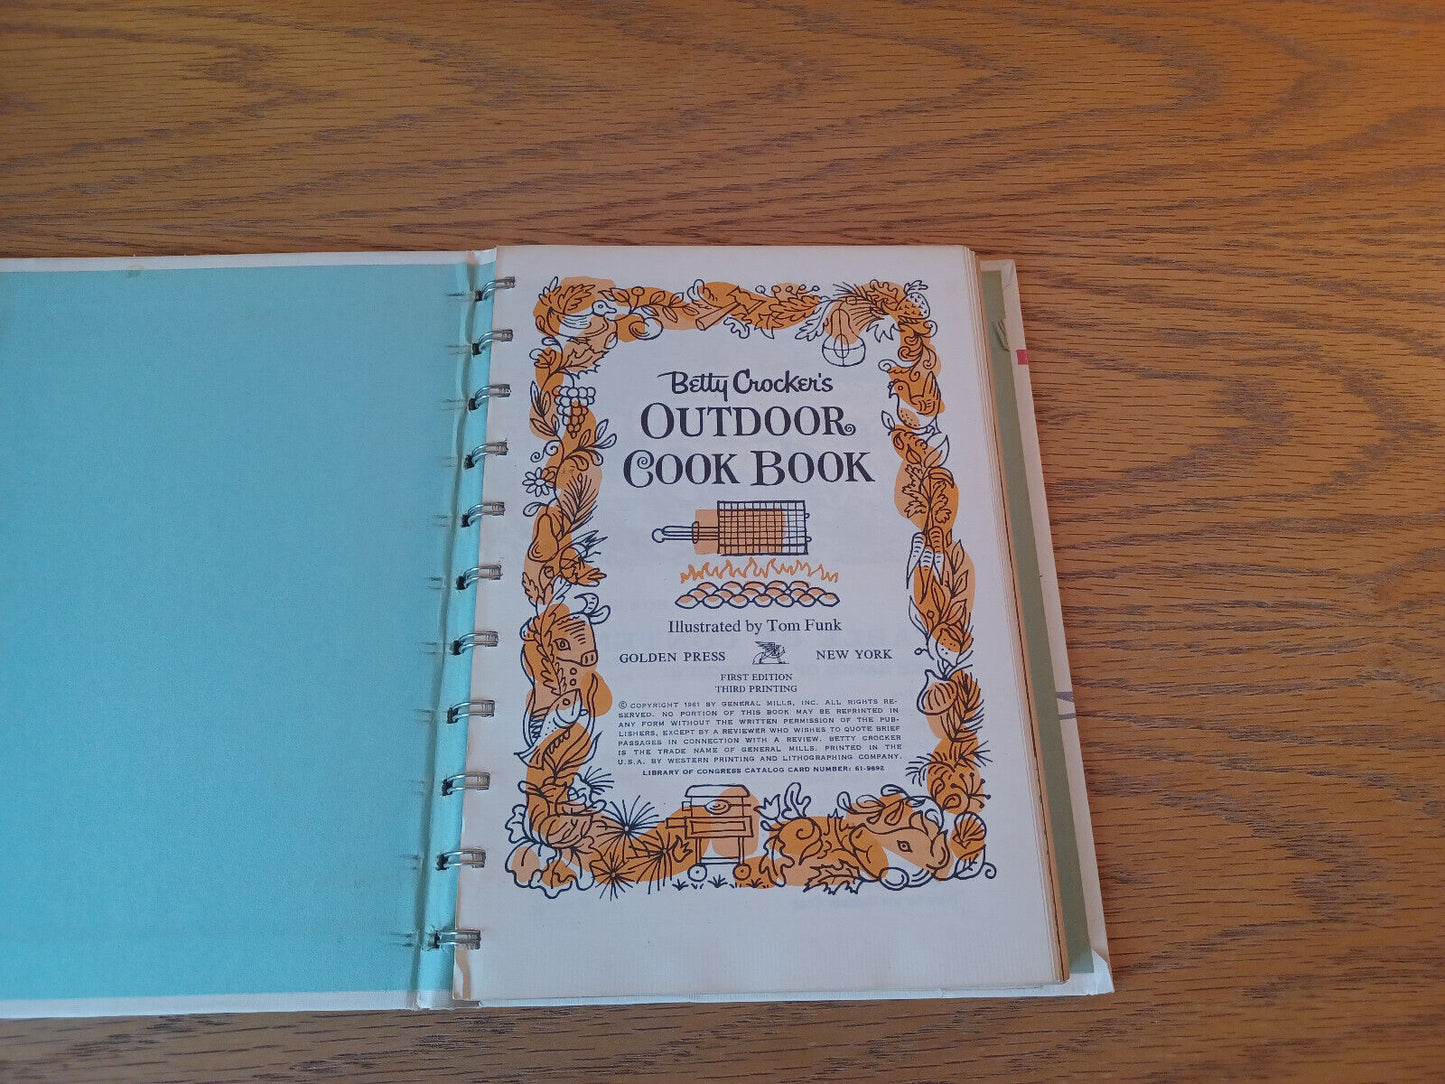 Betty Crocker's
OUTDOOR
COOK BOOK
Illustrated by Tom Funk
GOLDEN PRESS NEW YORK
FIRST EDITION
THIRD PRINTING
© COPYRIGHT 1961 BY GENERAL MILLS, INC. ALL RIGHTS RE-
SERVED. NO PORTION OF THIS BOOK MAY BE REPRINTED IN
ANY FORM WITHOUT THE WRITTEN PERMISSION OF THE PUB-
LISHERS, EXCEPT BY A REVIEWER WHO WISHES TO QUOTE BRIEF
PASSAGES IN CONNECTION WITH A REVIEW. BETTY CROCKER
IS THE TRADE NAME OF GENERAL MILLS. PRINTED IN THE
U.S.A. BY WESTERN PRINTING AND LITHOGRAPHING COMPANY.
LIBRARY OF CONGRESS CATALOG CARD NUMBER: 61-9692